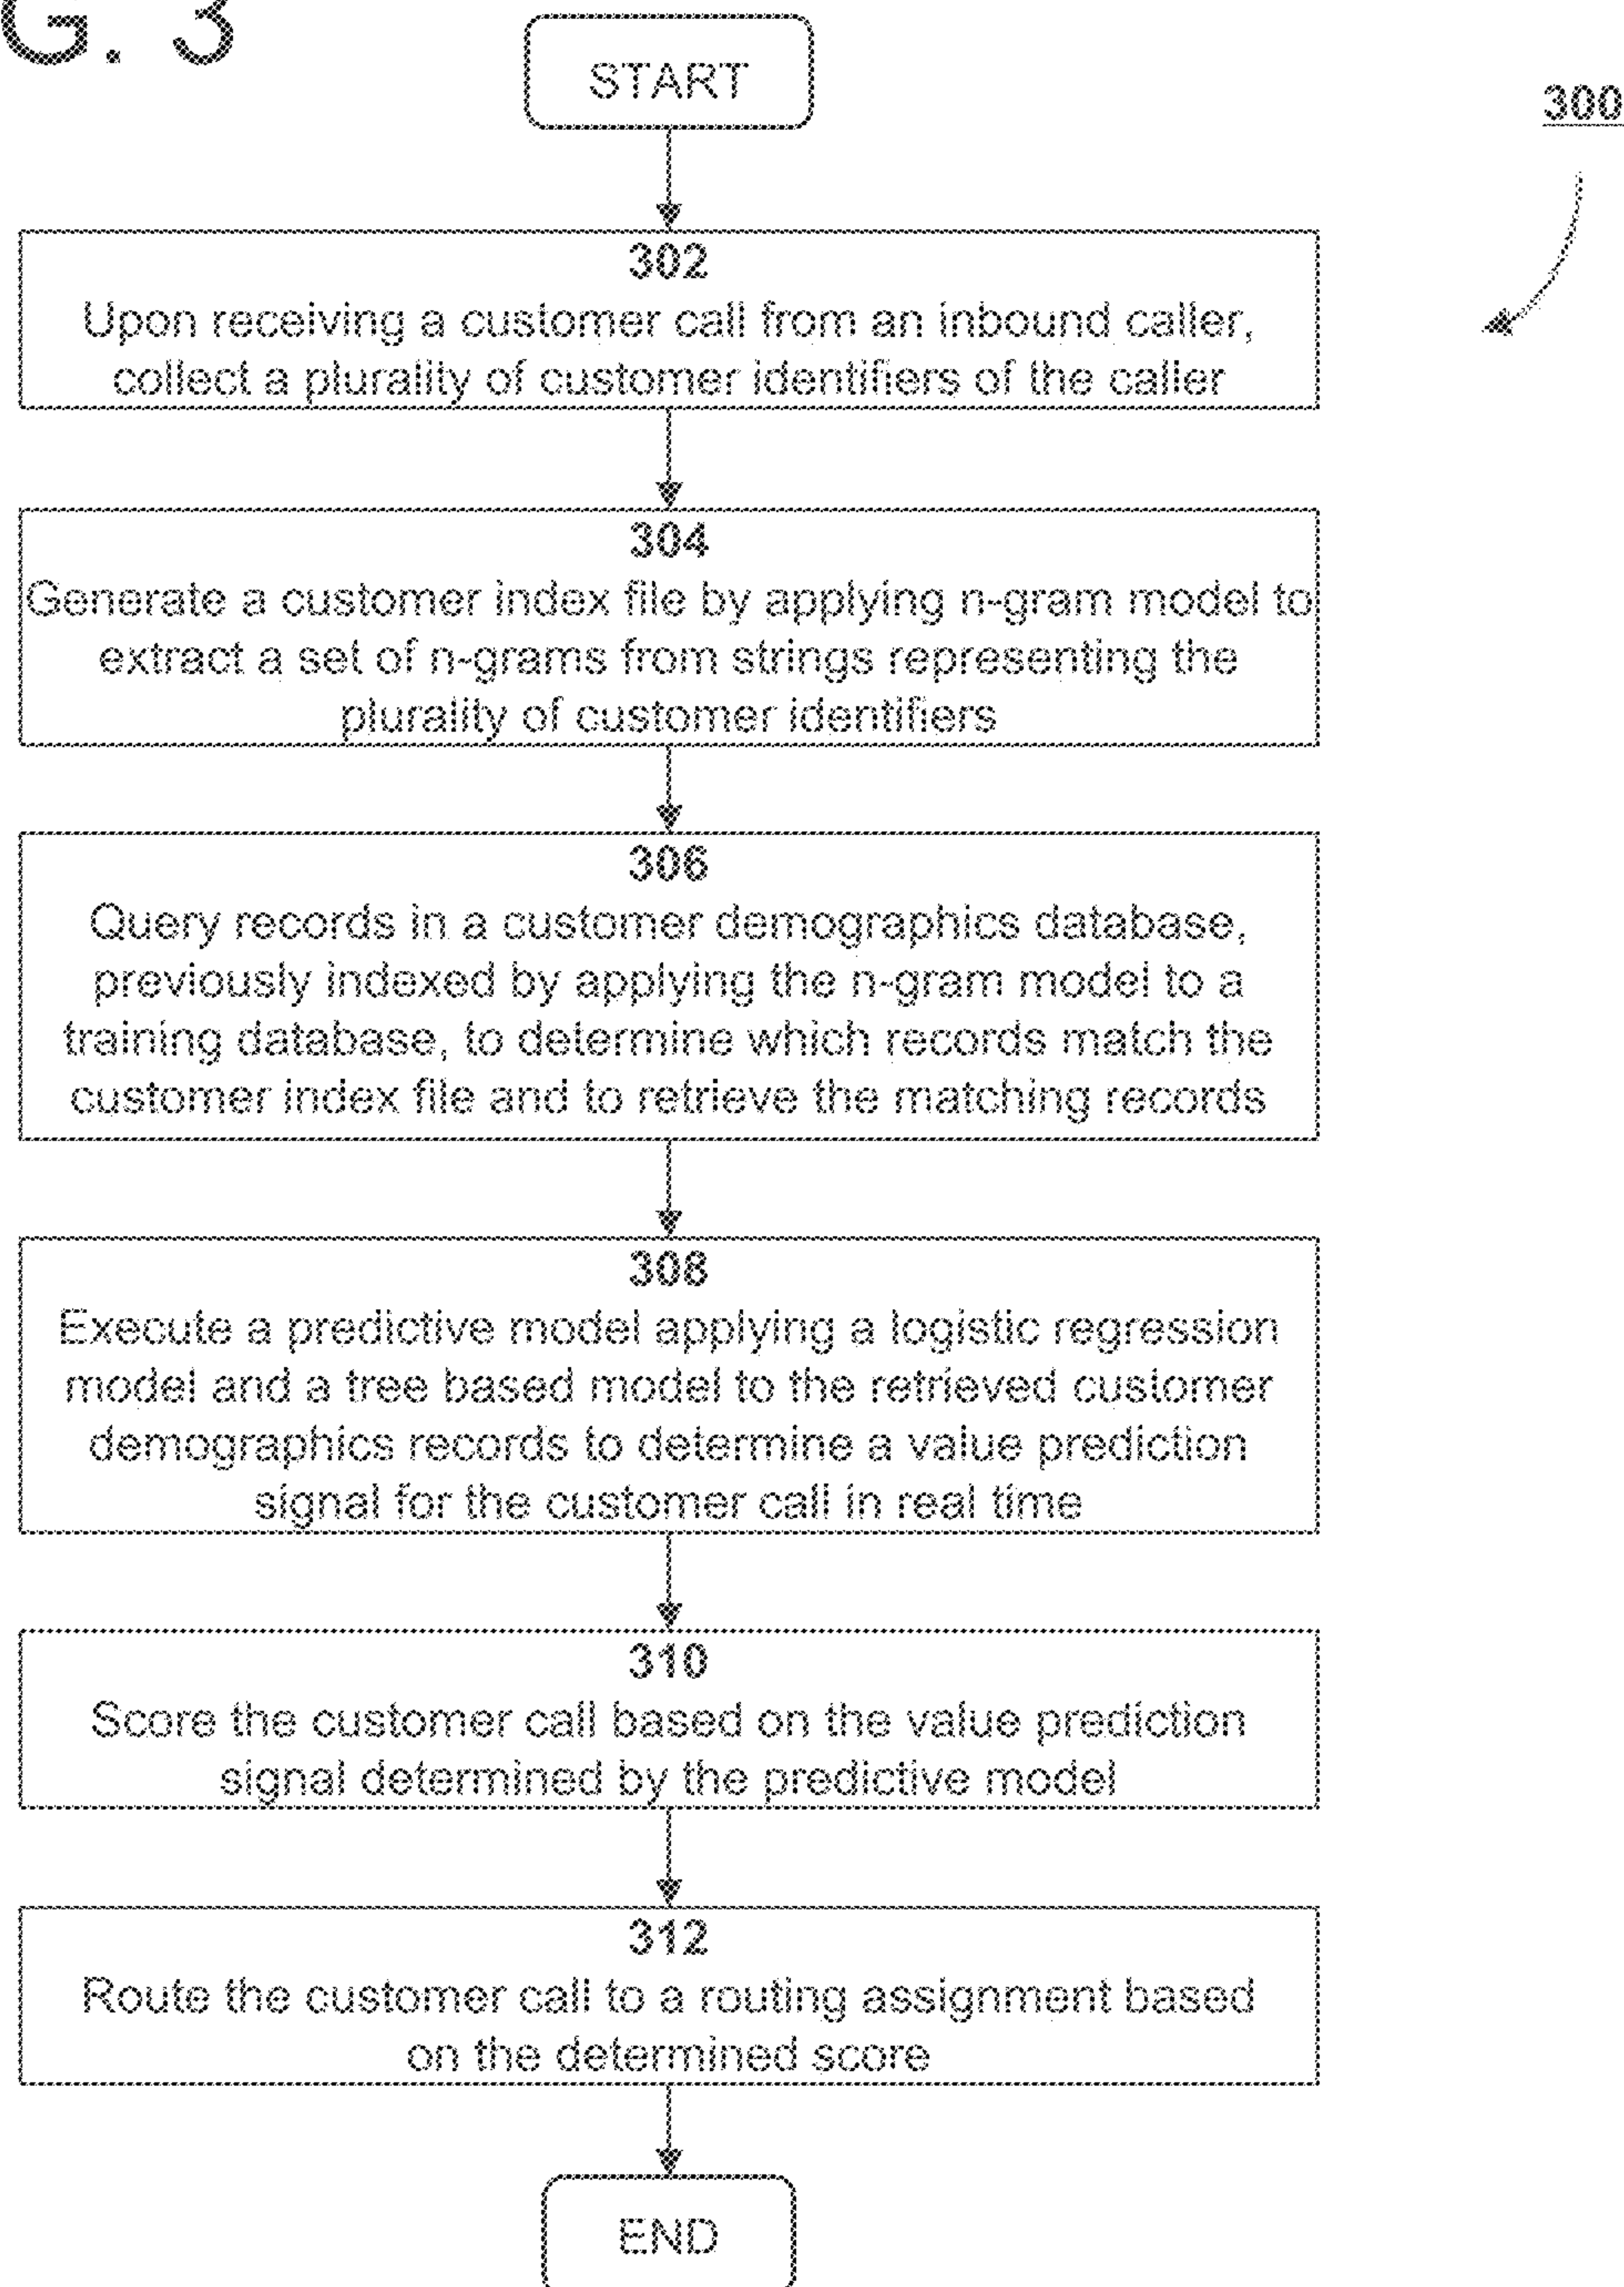 G. 3
START
300
302
Upon receiving a customer call from an inbound caller,
collect a plurality of customer identifiers of the caller
304
Generate a customer index file by applying n-gram model to
extract a set of n-grams from strings representing the
plurality of customer identifiers
306
Query records in a customer demographics database,
previously indexed by applying the n-gram model to a
training database, to determine which records match the
customer index file and to retrieve the matching records
308
Execute a predictive model applying a logistic regression
model and a tree based model to the retrieved customer
demographics records to determine a value prediction
signal for the customer call in real time
310
Score the customer call based on the value prediction
signal determined by the predictive model
312
Route the customer call to a routing assignment based
on the determined score
END